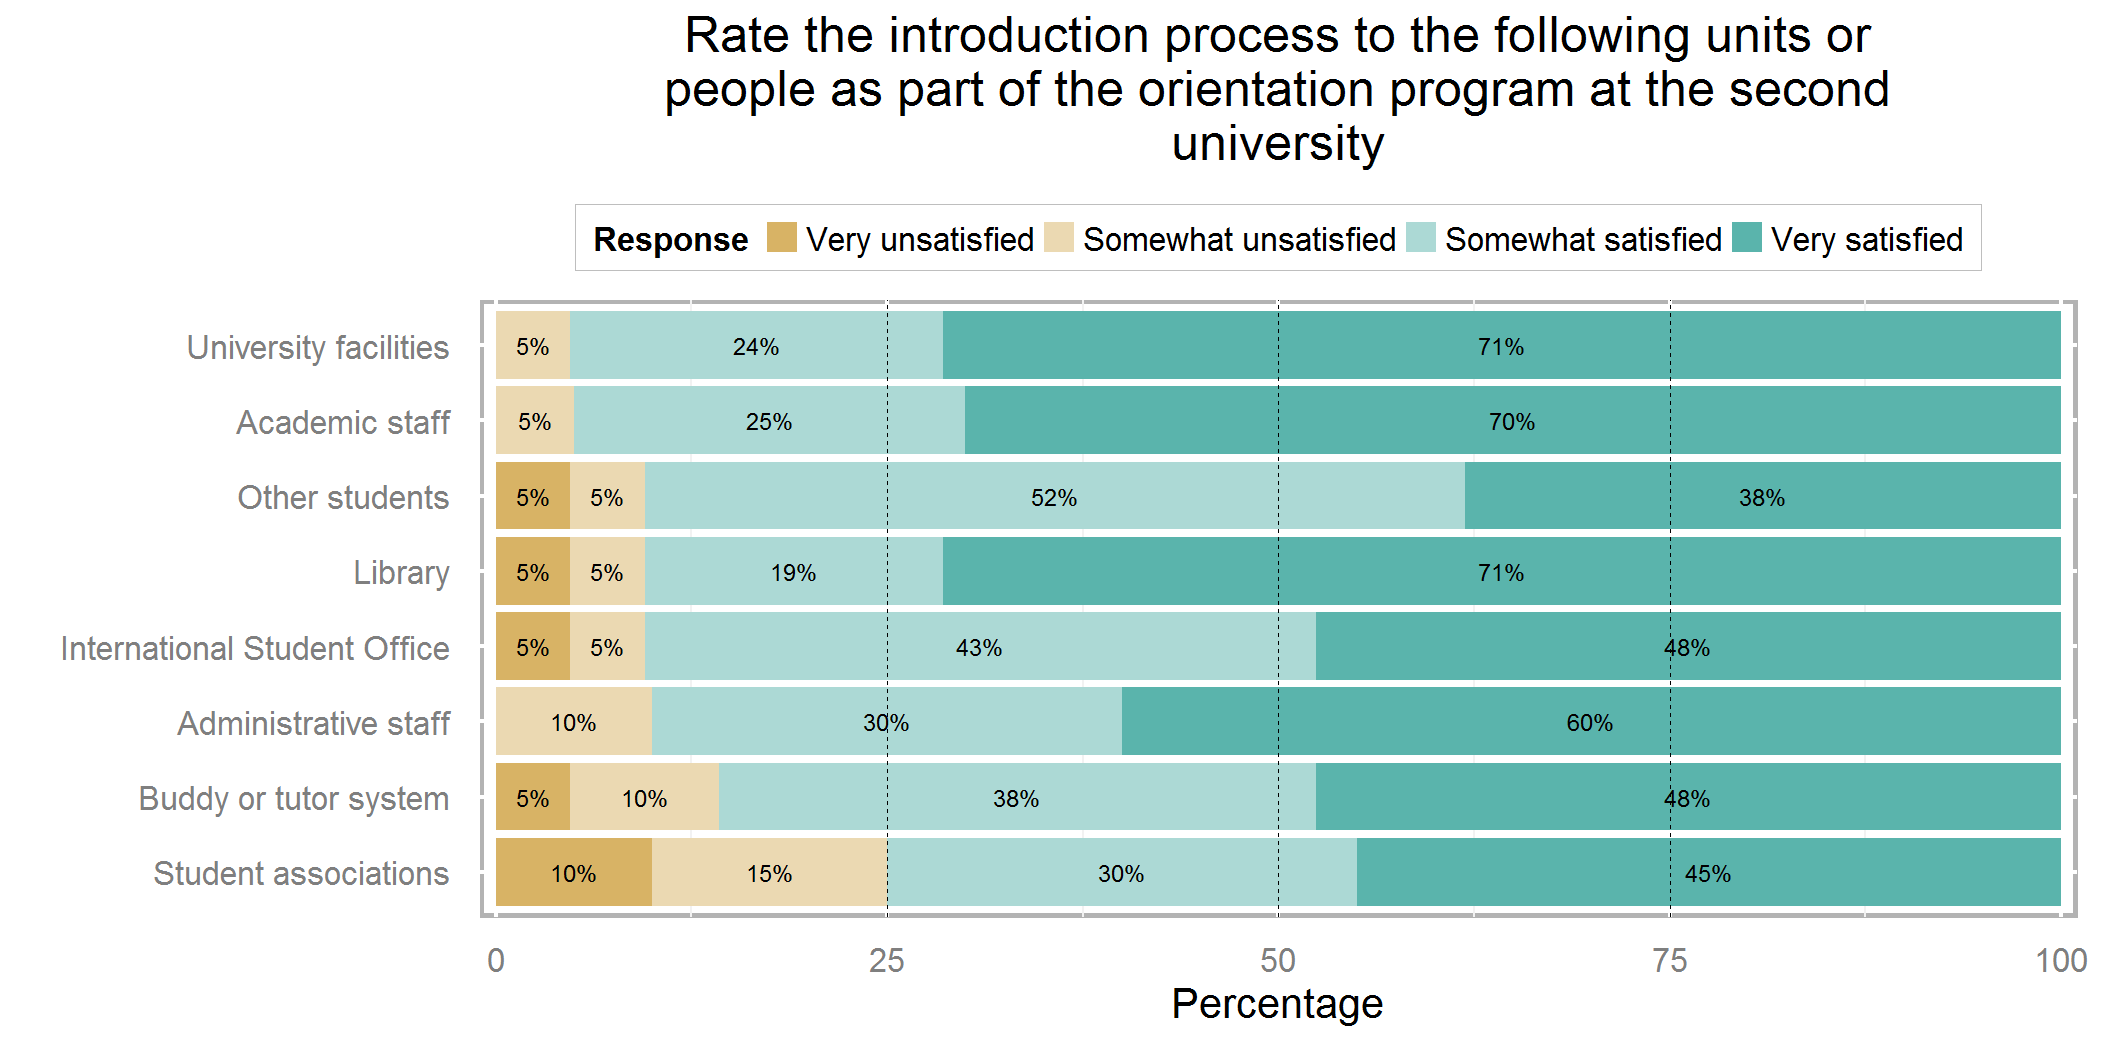 Rate the introduction process to the following units or
people as part of the orientation program at the second
university
Response Very unsatisfied Somewhat unsatisfied Somewhat satisfied Very satisfied
University facilities 5% 24% 71%
Academic staff 5% 25% 70%
Other students 5% 5% 52% 38%
Library 5% 5% 19% 71%
International Student Office 5% 5% 43% 48%
Administrative staff 10% 30% 60%
Buddy or tutor system 5% 10% 38% 48%
Student associations 10% 15% 30% 45%
0 25 50 75 100
Percentage